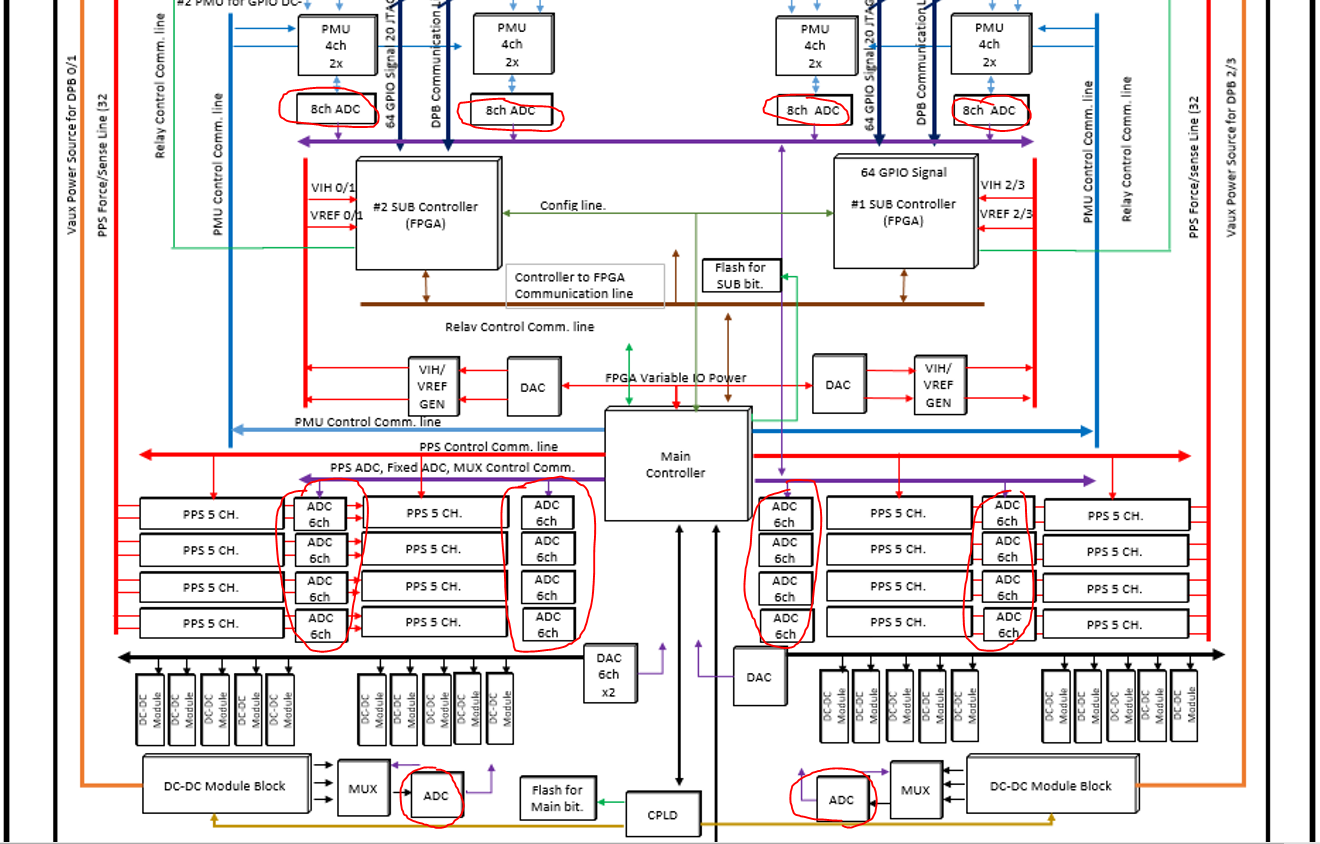 #2 PMU for GPIO DC-
PMU
4ch
2x
PMU
4ch
2x
PMU
4ch
2x
PMU
4ch
2x
8ch ADC
8ch ADC
8ch ADC
8ch ADC
Vaux Power Source for DPB 0/1
PPS Force/Sense Line (32
Relay Control Comm. line
PMU Control Comm. line
64 GPIO Signal 20 JTAG
DPB Communication
64 GPIO Signal 20 JTAG
DPB Communication
PMU Control Comm. line
Relay Control Comm. line
PPS Force/sense Line (32
Vaux Power Source for DPB 2/3
VIH 0/1
VREF 0/1
#2 SUB Controller
(FPGA)
Config line.
64 GPIO Signal
#1 SUB Controller
(FPGA)
VIH 2/3
VREF 2/3
Controller to FPGA
Communication line
Flash for
SUB bit.
Relay Control Comm. line
VIH/
VREF
GEN
DAC
FPGA Variable IO Power
DAC
VIH/
VREF
GEN
PMU Control Comm. line
PPS Control Comm. line
PPS ADC, Fixed ADC, MUX Control Comm.
Main
Controller
PPS 5 CH.
ADC
6ch
PPS 5 CH.
ADC
6ch
ADC
6ch
PPS 5 CH.
ADC
6ch
PPS 5 CH.
PPS 5 CH.
ADC
6ch
PPS 5 CH.
ADC
6ch
ADC
6ch
PPS 5 CH.
ADC
6ch
PPS 5 CH.
PPS 5 CH.
ADC
6ch
PPS 5 CH.
ADC
6ch
ADC
6ch
PPS 5 CH.
ADC
6ch
PPS 5 CH.
PPS 5 CH.
ADC
6ch
PPS 5 CH.
ADC
6ch
ADC
6ch
PPS 5 CH.
ADC
6ch
PPS 5 CH.
DAC
6ch
x2
DAC
DC-DC
Module
DC-DC
Module
DC-DC
Module
DC-DC
Module
DC-DC
Module
DC-DC
Module
DC-DC
Module
DC-DC
Module
DC-DC
Module
DC-DC
Module
DC-DC
Module
DC-DC
Module
DC-DC
Module
DC-DC
Module
DC-DC
Module
DC-DC
Module
DC-DC
Module
DC-DC
Module
DC-DC
Module
DC-DC
Module
DC-DC Module Block
MUX
ADC
Flash for
Main bit.
CPLD
ADC
MUX
DC-DC Module Block